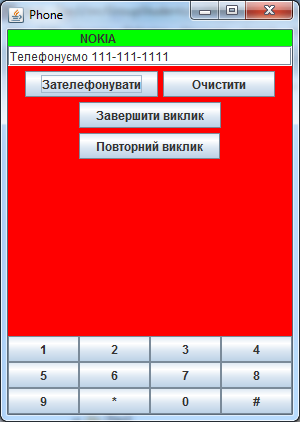 Phone
NOKIA
Телефонуємо 111-111-1111
Зателефонувати Очистити
Завершити виклик
Повторний виклик
1 2 3 4
5 6 7 8
9 * 0 #